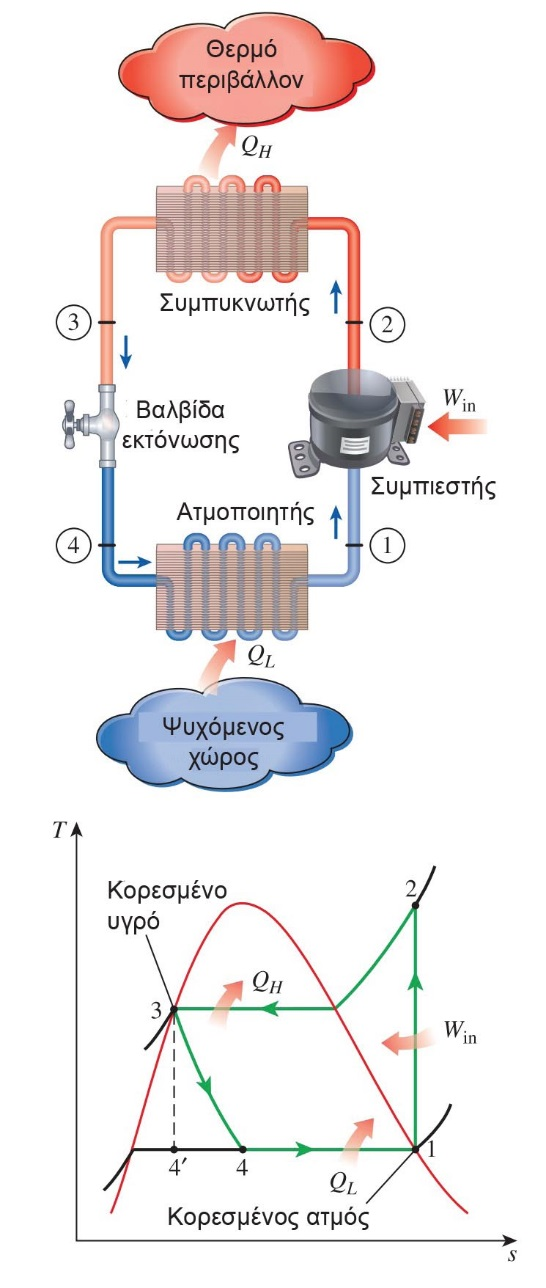 Θερμό
περιβάλλον
Q_H
Συμπυκνωτής
3
2
Βαλβίδα
εκτόνωσης
W_in
Συμπιεστής
Ατμοποιητής
4
1
Q_L
Ψυχόμενος
χώρος
T
Κορεσμένο
υγρό
2
Q_H
3
W_in
4′
4
Q_L
1
Κορεσμένος ατμός
s